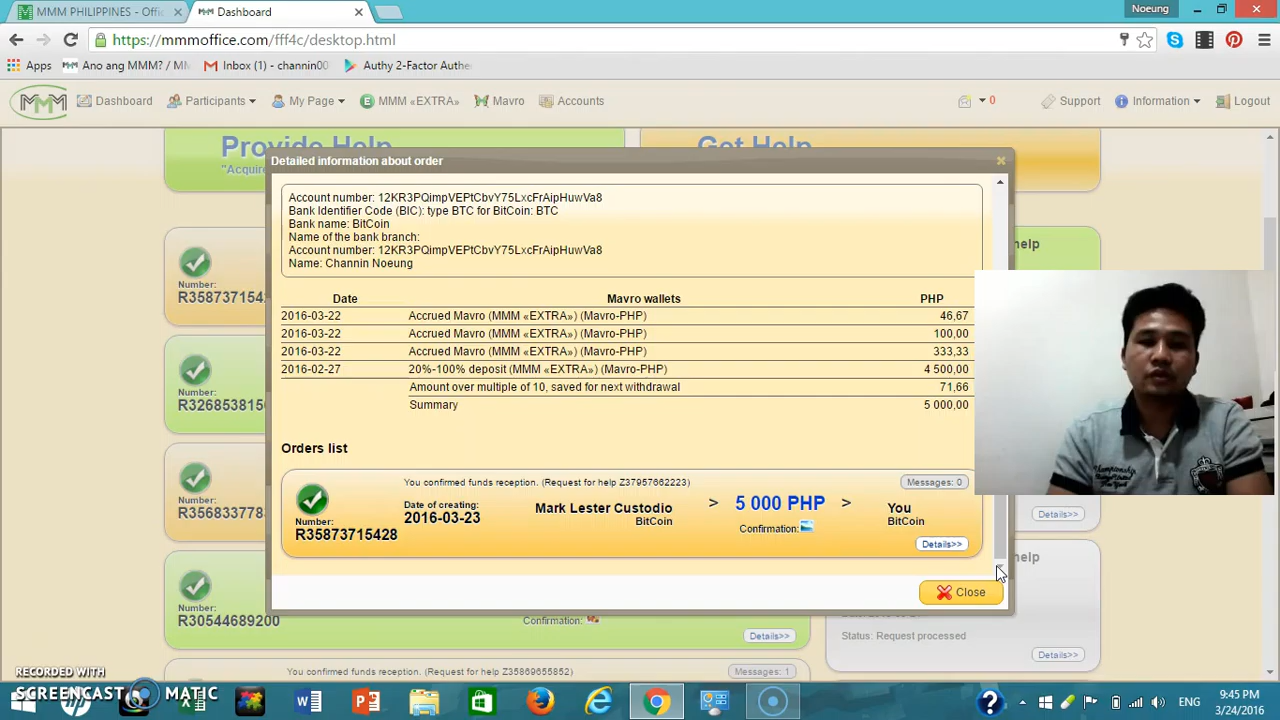 MMM PHILIPPINES - Offic
Dashboard
Noeung
https://mmmoffice.com/fff4c/desktop.html
Apps
Ano ang MMM? / MM
Inbox (1) - channin00
Authy 2-Factor Authe
MMM
Dashboard
Participants
My Page
MMM «EXTRA»
Mavro
Accounts
0
Support
Information
Logout
Provide Help
Get Help
"Acquire
Detailed information about order
Account number: 12KR3PQimpVEPtCbvY75LxcFrAipHuwVa8
Bank Identifier Code (BIC): type BTC for BitCoin: BTC
Bank name: BitCoin
Name of the bank branch:
Account number: 12KR3PQimpVEPtCbvY75LxcFrAipHuwVa8
Name: Channin Noeung
Date Mavro wallets PHP
2016-03-22 Accrued Mavro (MMM «EXTRA») (Mavro-PHP) 46,67
2016-03-22 Accrued Mavro (MMM «EXTRA») (Mavro-PHP) 100,00
2016-03-22 Accrued Mavro (MMM «EXTRA») (Mavro-PHP) 333,33
2016-02-27 20%-100% deposit (MMM «EXTRA») (Mavro-PHP) 4 500,00
Amount over multiple of 10, saved for next withdrawal 71,66
Summary 5 000,00
Orders list
You confirmed funds reception. (Request for help Z37957662223)
Messages: 0
Number:
R35873715428
Date of creating:
2016-03-23
Mark Lester Custodio
BitCoin
> 5 000 PHP >
Confirmation:
You
BitCoin
Details>>
Close
Number:
R3587371542
Number:
R3268538150
Number:
R356833778
Number:
R30544689200
Confirmation:
Details>>
You confirmed funds reception. (Request for help Z35869655852)
Messages: 1
help
Details>>
help
Status: Request processed
Details>>
RECORDED WITH
SCREENCAST MATIC
ENG
9:45 PM
3/24/2016